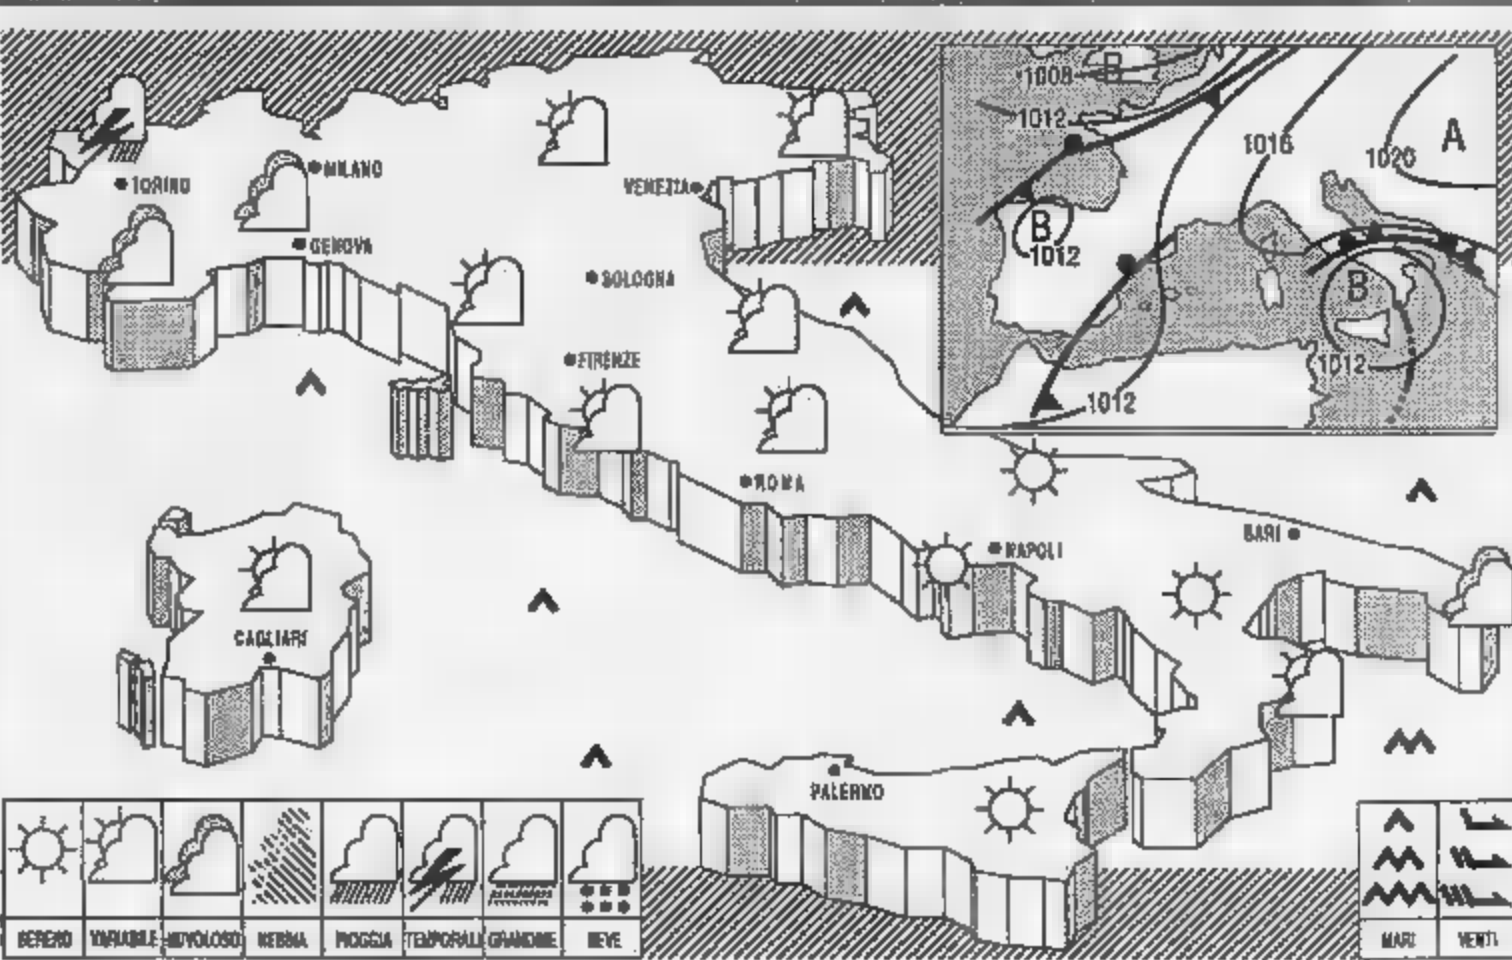 1008
B
1012
1016
1020
A
B
1012
B
1012
1012
TORINO
MILANO
GENOVA
VENEZIA
BOLOGNA
FIRENZE
ROMA
NAPOLI
BARI
CAGLIARI
PALERMO
SERENO VARIABILE NUVOLOSO NEBBIA PIOGGIA TEMPORALI GRANDINE NEVE
MARI VENTI